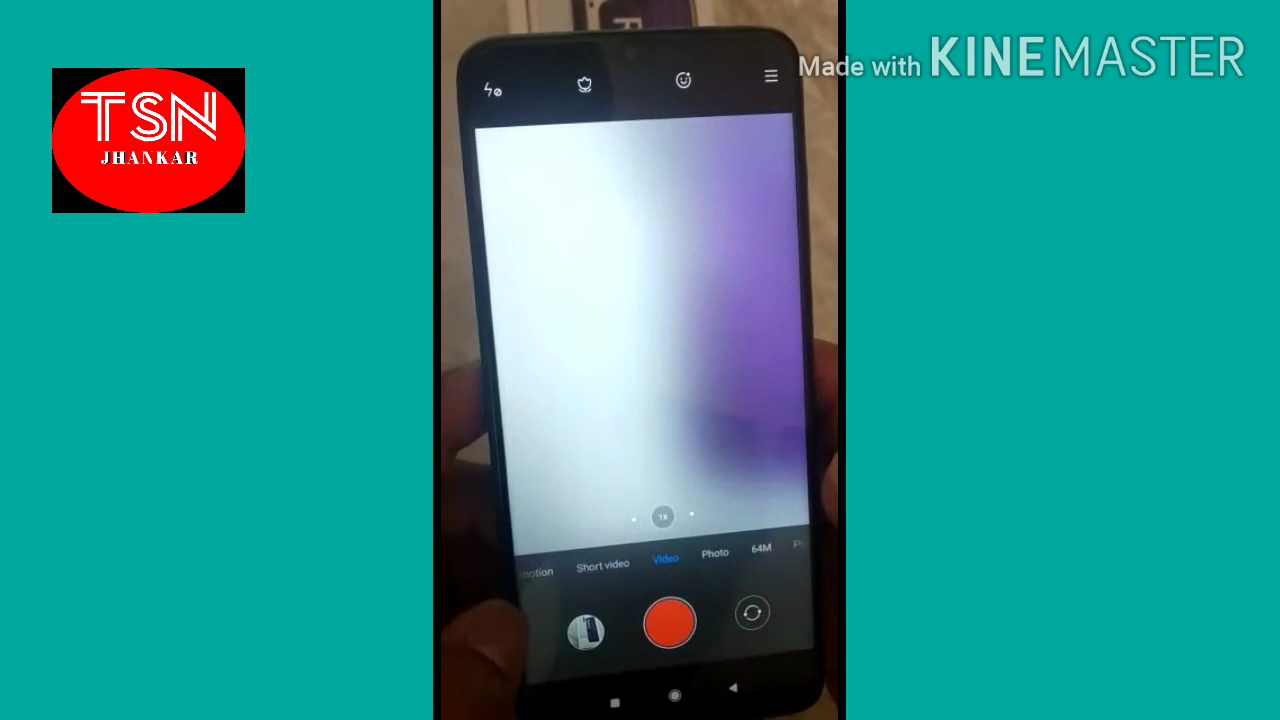 Made with KINEMASTER
TSN
JHANKAR
1X
motion Short video Video Photo 64M